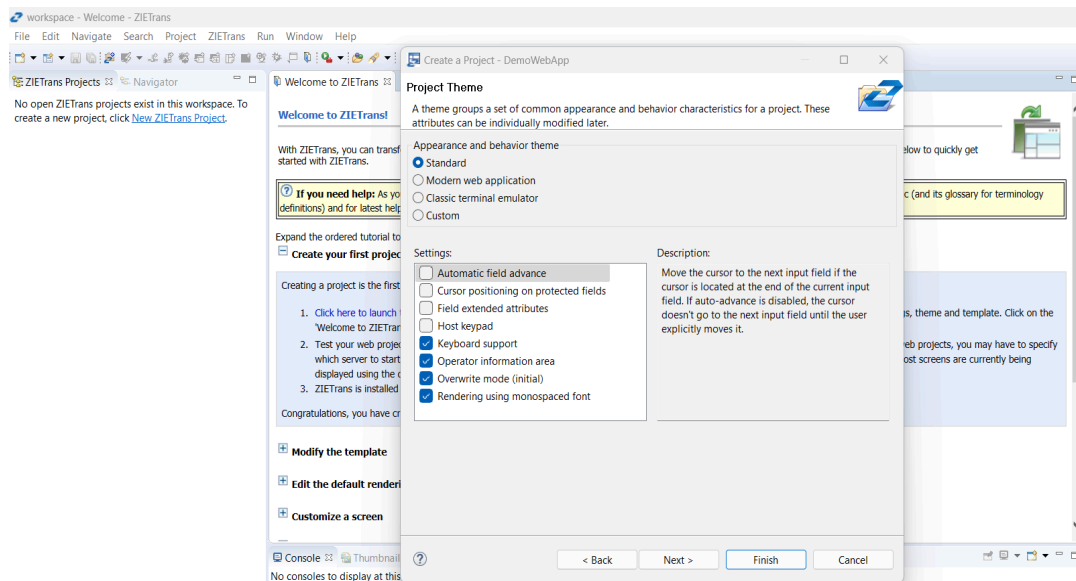 workspace - Welcome - ZIETrans
File Edit Navigate Search Project ZIETrans Run Window Help
ZIETrans Projects Navigator
No open ZIETrans projects exist in this workspace. To
create a new project, click New ZIETrans Project.
Welcome to ZIETrans
Welcome to ZIETrans!
With ZIETrans, you can transf
elow to quickly get
started with ZIETrans.
If you need help: As yo
c (and its glossary for terminology
definitions) and for latest help
Expand the ordered tutorial to
Create your first projec
Creating a project is the first
1. Click here to launch
s, theme and template. Click on the
'Welcome to ZIETran
2. Test your web projec
eb projects, you may have to specify
which server to start
ost screens are currently being
displayed using the
3. ZIETrans is installed
Congratulations, you have cr
Modify the template
Edit the default renderi
Customize a screen
Console Thumbnail
No consoles to display at this
Create a Project - DemoWebApp
Project Theme
A theme groups a set of common appearance and behavior characteristics for a project. These
attributes can be individually modified later.
Appearance and behavior theme
Standard
Modern web application
Classic terminal emulator
Custom
Settings:
Automatic field advance
Cursor positioning on protected fields
Field extended attributes
Host keypad
Keyboard support
Operator information area
Overwrite mode (initial)
Rendering using monospaced font
Description:
Move the cursor to the next input field if the
cursor is located at the end of the current input
field. If auto-advance is disabled, the cursor
doesn't go to the next input field until the user
explicitly moves it.
< Back Next > Finish Cancel